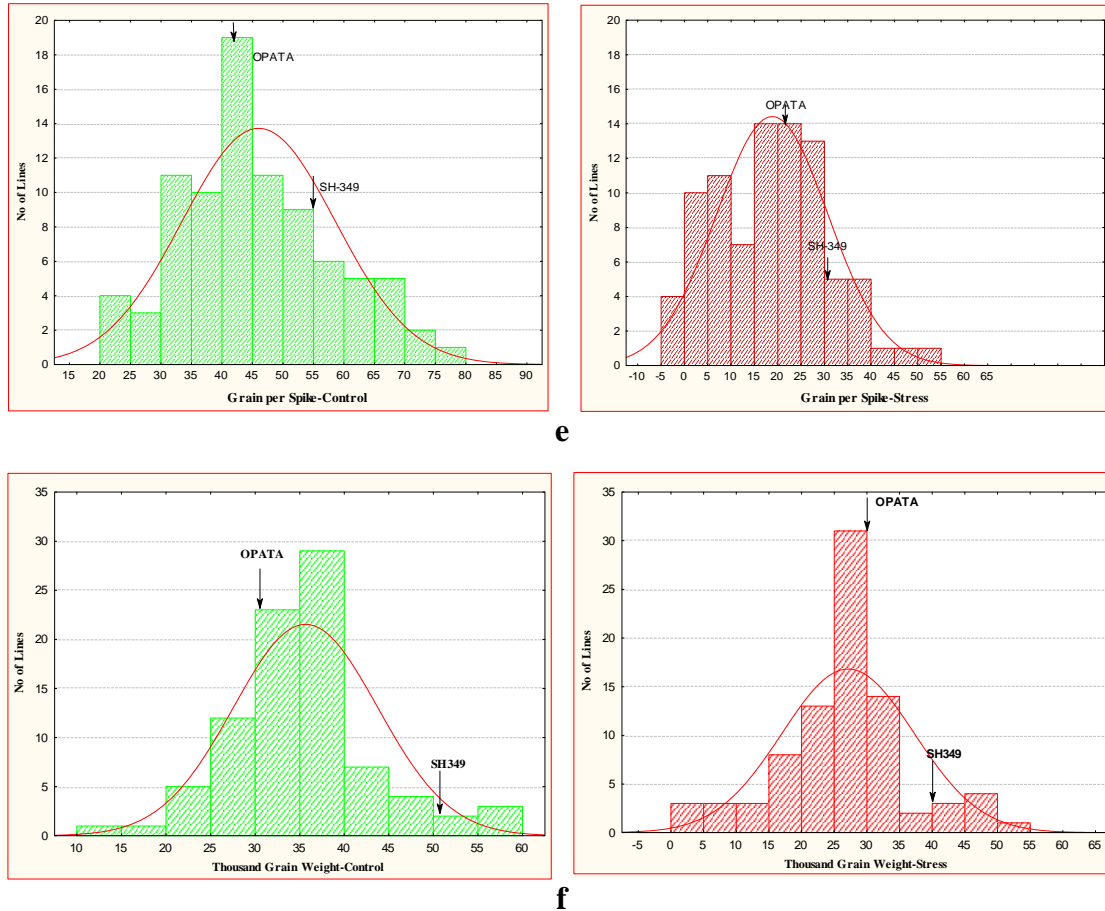 20
18
16
14
12
10
8
6
4
2
0
No of Lines
OPATA
SH-349
15 20 25 30 35 40 45 50 55 60 65 70 75 80 85 90
Grain per Spike-Control
20
18
16
14
12
10
8
6
4
2
0
No of Lines
OPATA
SH-349
-10 -5 0 5 10 15 20 25 30 35 40 45 50 55 60 65
Grain per Spike-Stress
e
35
30
25
20
15
10
5
0
No of Lines
OPATA
SH349
10 15 20 25 30 35 40 45 50 55 60
Thousand Grain Weight-Control
35
30
25
20
15
10
5
0
No of Lines
OPATA
SH349
-5 0 5 10 15 20 25 30 35 40 45 50 55 60 65
Thousand Grain Weight-Stress
f